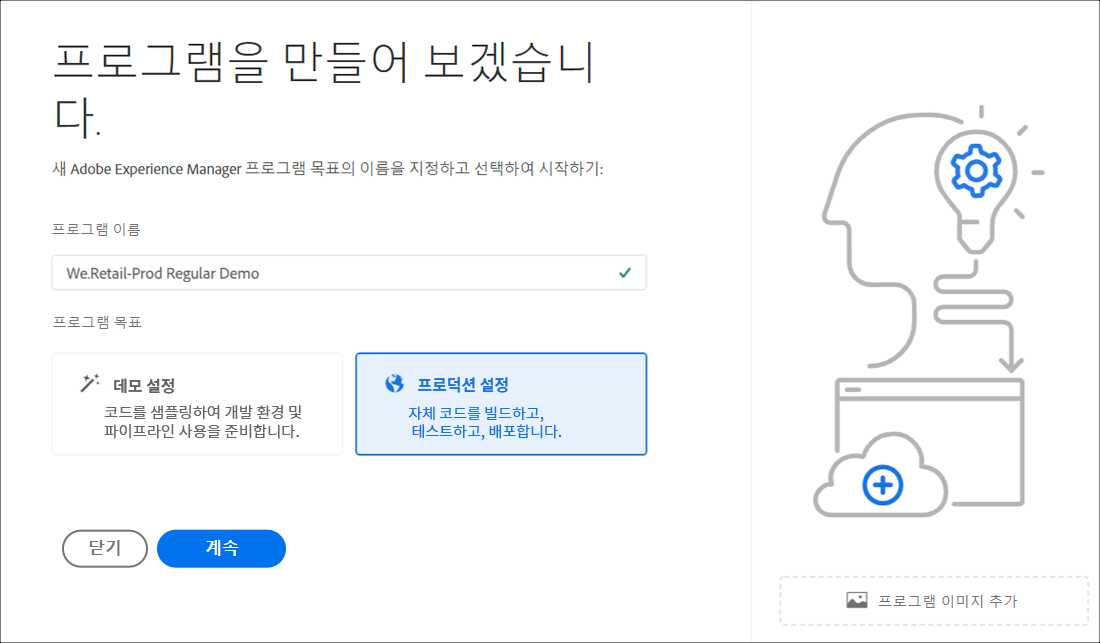 프로그램을 만들어 보겠습니
다.
새 Adobe Experience Manager 프로그램 목표의 이름을 지정하고 선택하여 시작하기:
프로그램 이름
We.Retail-Prod Regular Demo
프로그램 목표
데모 설정
코드를 샘플링하여 개발 환경 및
파이프라인 사용을 준비합니다.
프로덕션 설정
자체 코드를 빌드하고,
테스트하고, 배포합니다.
닫기
계속
프로그램 이미지 추가